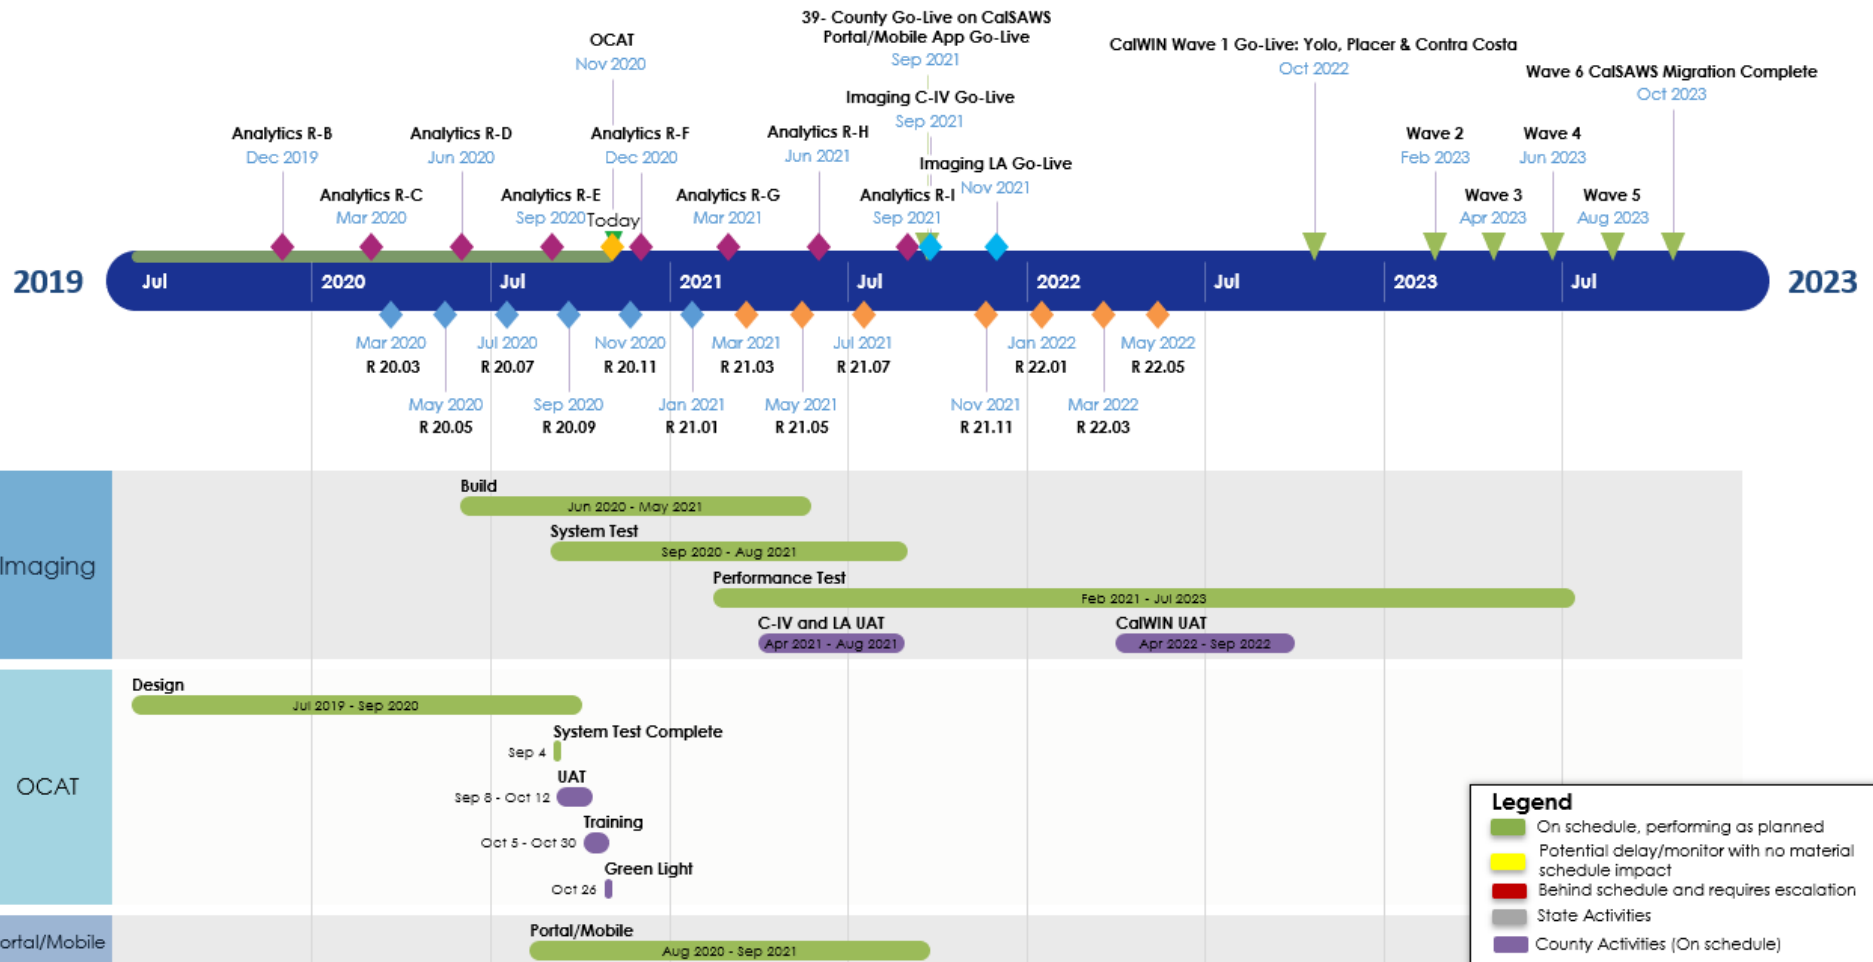 39- County Go-Live on CalSAWS
Portal/Mobile App Go-Live
Sep 2021
OCAT
Nov 2020
CalWIN Wave 1 Go-Live: Yolo, Placer & Contra Costa
Oct 2022
Wave 6 CalSAWS Migration Complete
Oct 2023
Imaging C-IV Go-Live
Sep 2021
Analytics R-B
Dec 2019
Analytics R-D
Jun 2020
Analytics R-F
Dec 2020
Analytics R-H
Jun 2021
Imaging LA Go-Live
Nov 2021
Wave 2
Feb 2023
Wave 4
Jun 2023
Analytics R-C
Mar 2020
Analytics R-E
Sep 2020
Today
Analytics R-G
Mar 2021
Analytics R-I
Sep 2021
Wave 3
Apr 2023
Wave 5
Aug 2023
2019
Jul
2020
Jul
2021
Jul
2022
Jul
2023
Jul
2023
Mar 2020
R 20.03
Jul 2020
R 20.07
Nov 2020
R 20.11
Mar 2021
R 21.03
Jul 2021
R 21.07
Jan 2022
R 22.01
May 2022
R 22.05
May 2020
R 20.05
Sep 2020
R 20.09
Jan 2021
R 21.01
May 2021
R 21.05
Nov 2021
R 21.11
Mar 2022
R 22.03
Imaging
Build
Jun 2020 - May 2021
System Test
Sep 2020 - Aug 2021
Performance Test
Feb 2021 - Jul 2023
C-IV and LA UAT
Apr 2021 - Aug 2021
CalWIN UAT
Apr 2022 - Sep 2022
OCAT
Design
Jul 2019 - Sep 2020
System Test Complete
Sep 4
UAT
Sep 8 - Oct 12
Training
Oct 5 - Oct 30
Green Light
Oct 26
ortal/Mobile
Portal/Mobile
Aug 2020 - Sep 2021
Legend
On schedule, performing as planned
Potential delay/monitor with no material
schedule impact
Behind schedule and requires escalation
State Activities
County Activities (On schedule)